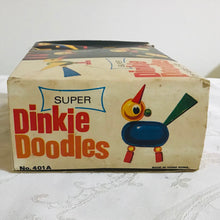 SUPER
Dinkie
Doodles
No. 401A